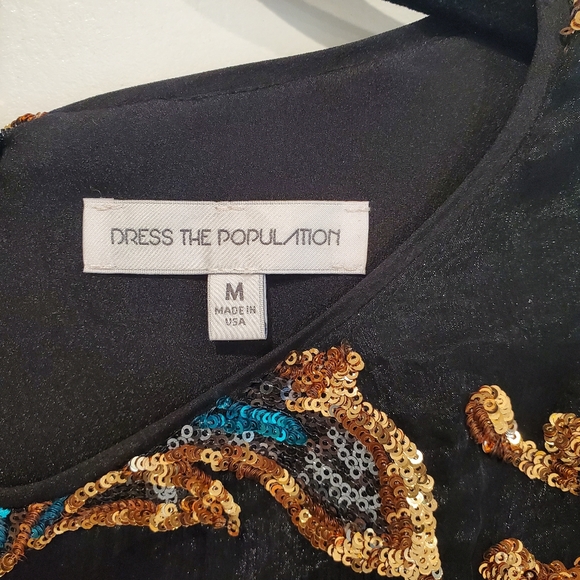 DRESS THE POPULATION
M
MADE IN
USA